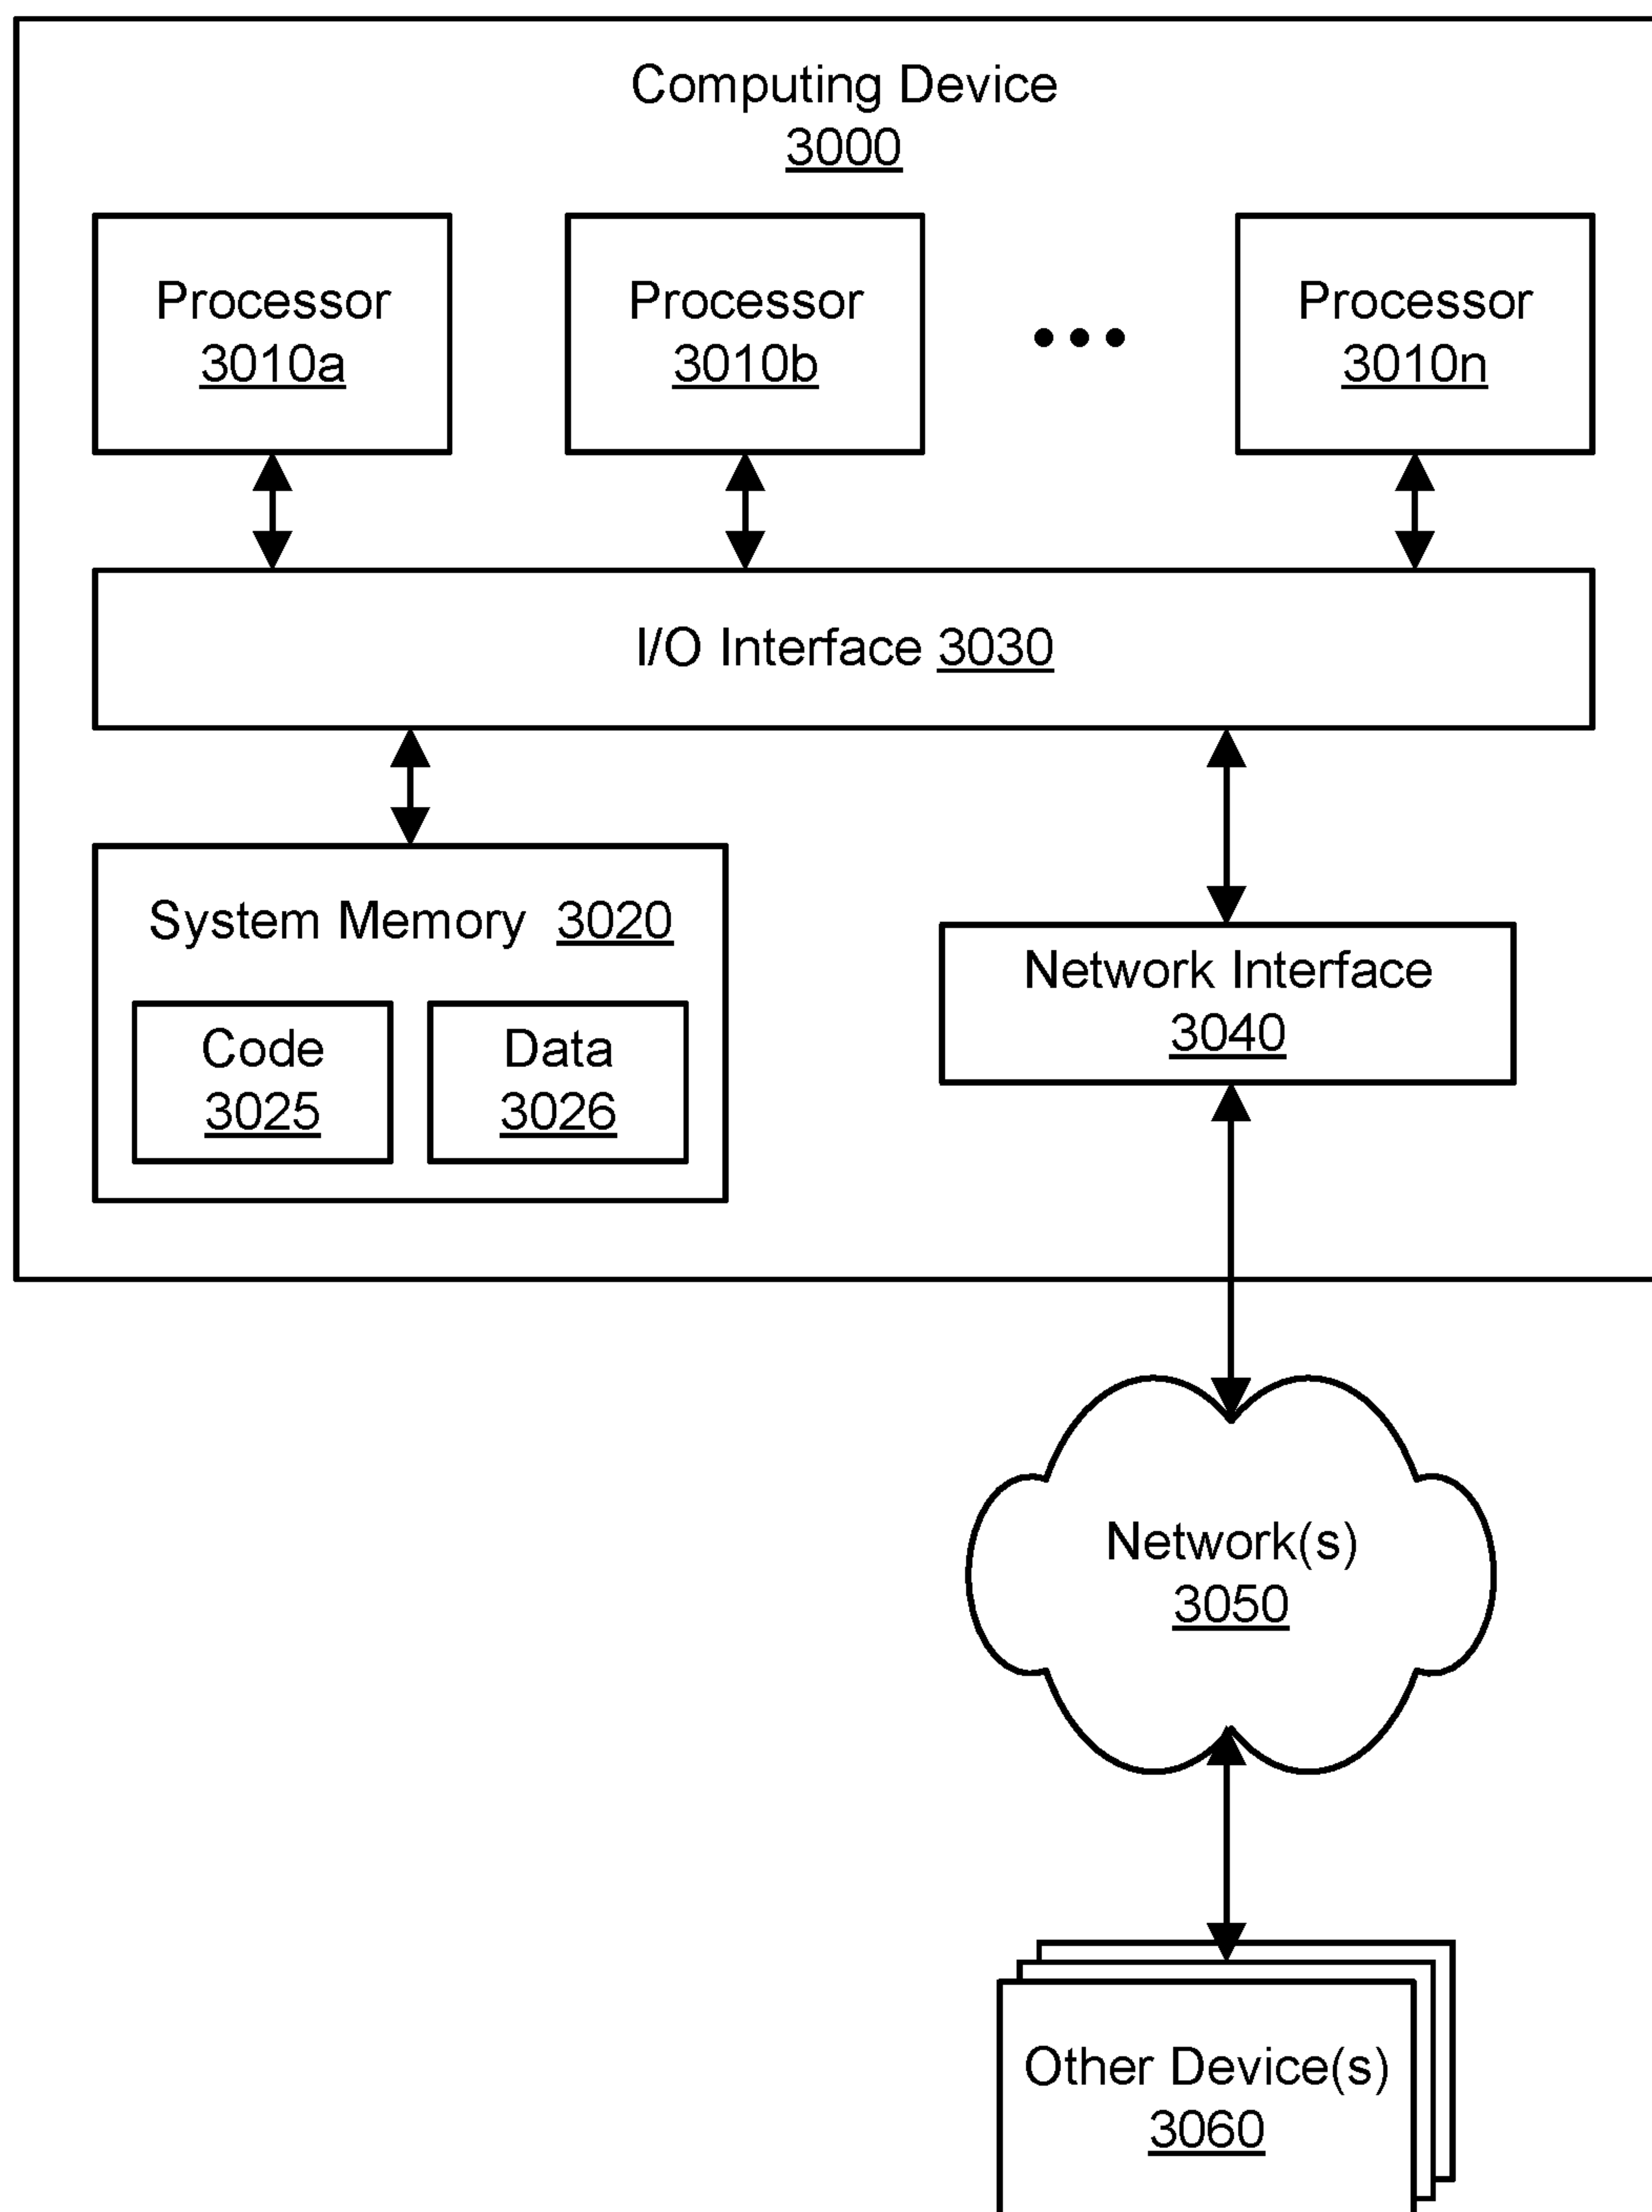 Computing Device
3000
Processor
3010a
Processor
3010b
Processor
3010n
I/O Interface 3030
System Memory 3020
Code
3025
Data
3026
Network Interface
3040
Network(s)
3050
Other Device(s)
3060